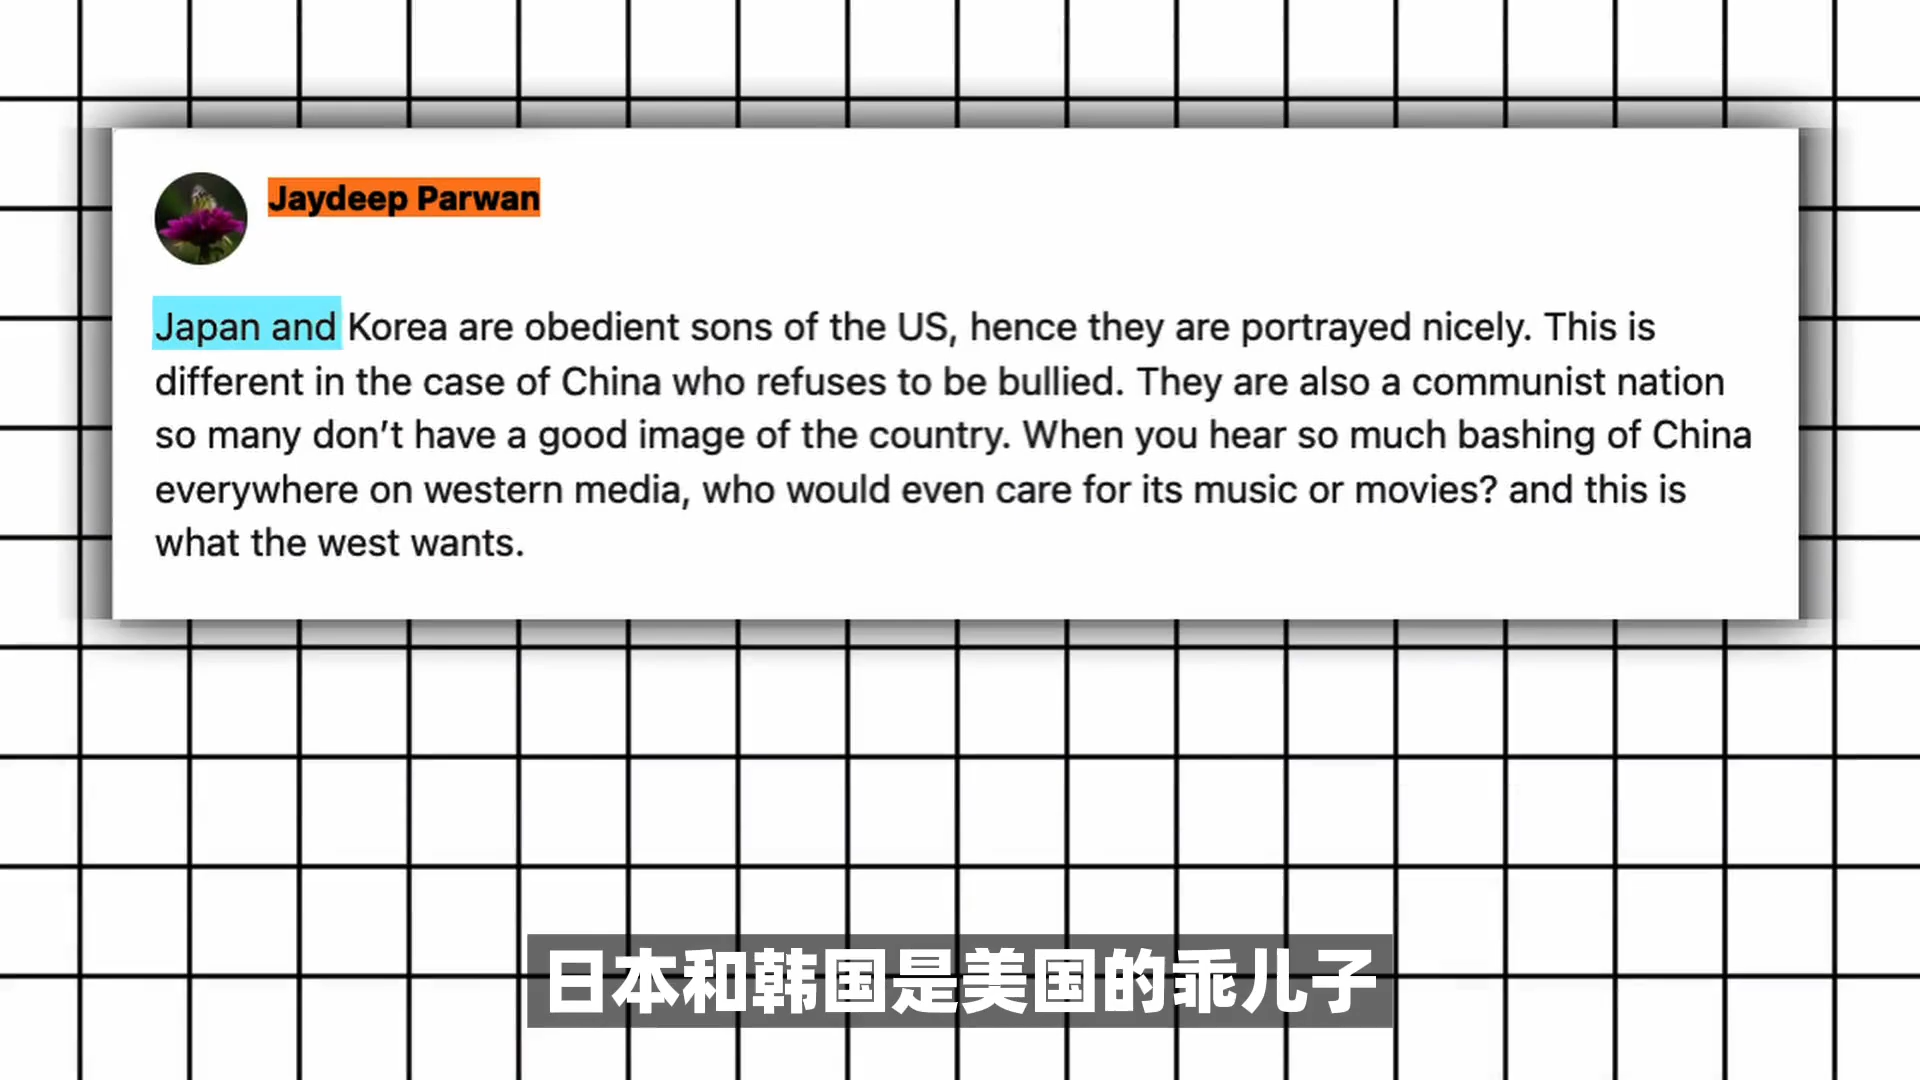 Jaydeep Parwan
Japan and Korea are obedient sons of the US, hence they are portrayed nicely. This is
different in the case of China who refuses to be bullied. They are also a communist nation
so many don’t have a good image of the country. When you hear so much bashing of China
everywhere on western media, who would even care for its music or movies? and this is
what the west wants.
日本和韩国是美国的乖儿子